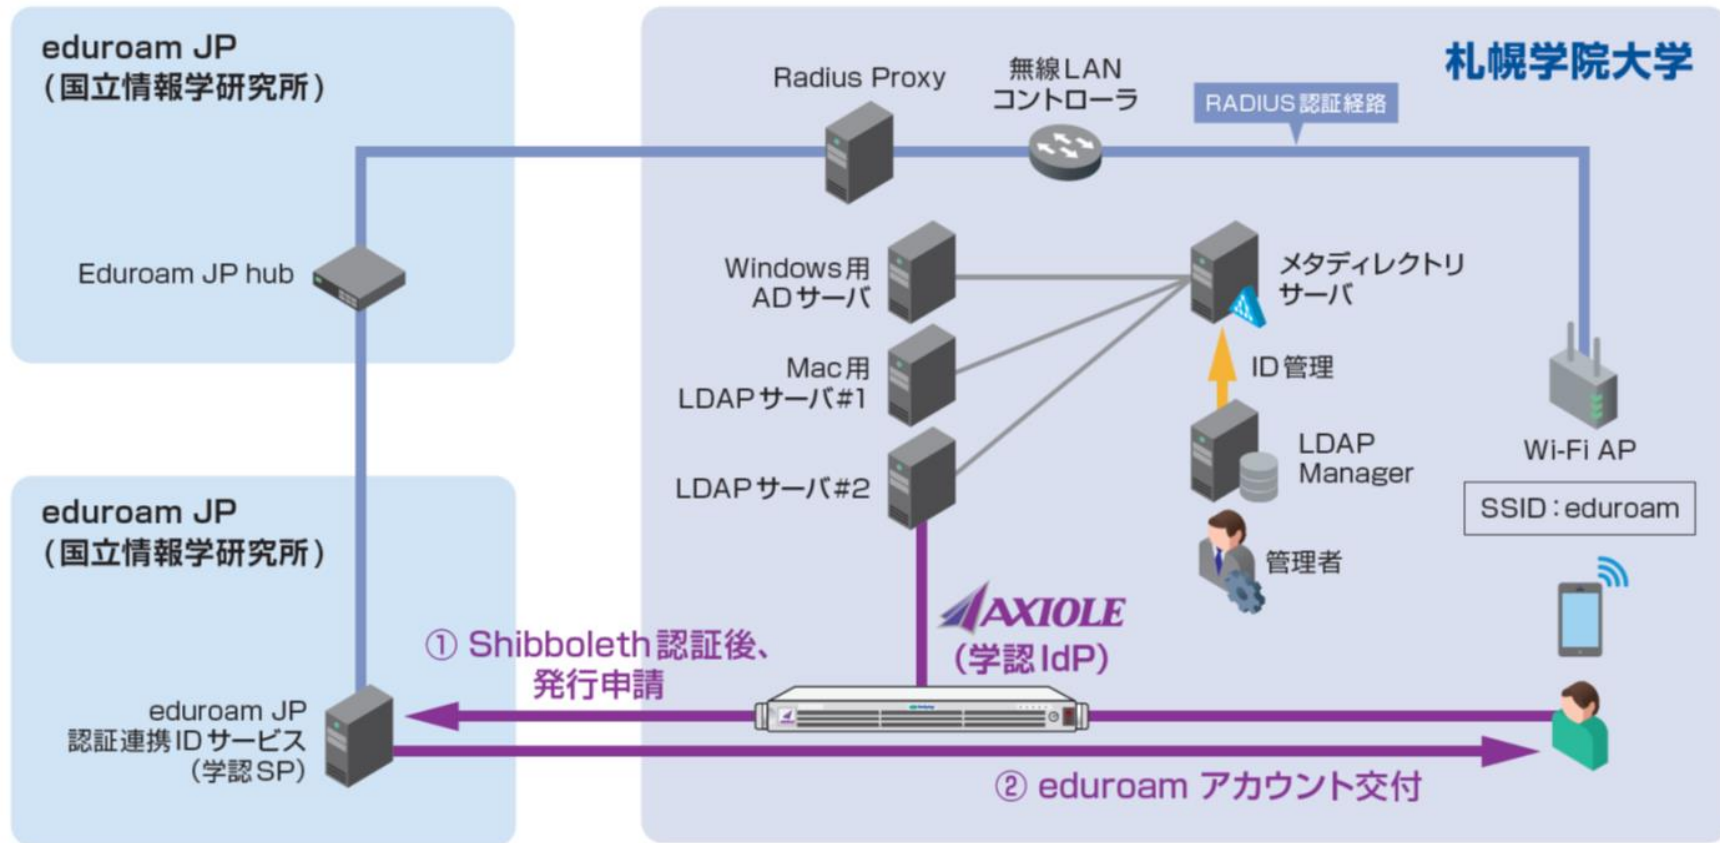 eduroam JP
(国立情報学研究所)
Eduroam JP hub
eduroam JP
(国立情報学研究所)
eduroam JP
認証連携IDサービス
(学認SP)
札幌学院大学
Radius Proxy
無線LAN
コントローラ
RADIUS認証経路
Windows用
ADサーバ
Mac用
LDAPサーバ#1
LDAPサーバ#2
メタディレクトリ
サーバ
ID管理
LDAP
Manager
管理者
Wi-Fi AP
SSID：eduroam
AXIOLE
(学認IdP)
① Shibboleth認証後、
発行申請
② eduroam アカウント交付